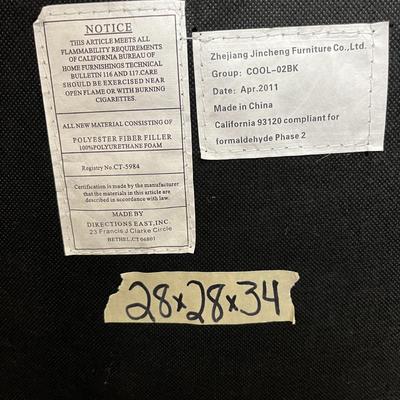 NOTICE
THIS ARTICLE MEETS ALL
FLAMMABILITY REQUIREMENTS
OF CALIFORNIA BUREAU OF
HOME FURNISHINGS TECHNICAL
BULLETIN 116 AND 117.CARE
SHOULD BE EXERCISED NEAR
OPEN FLAME OR WITH BURNING
CIGARETTES.
ALL NEW MATERIAL CONSISTING OF
POLYESTER FIBER FILLER
100%POLYURETHANE FOAM
Registry No.CT-5984
Certification is made by the manufacturer
that the materials in this article are
described in accordance with law.
MADE BY
DIRECTIONS EAST,INC.
23 Francis J Clarke Circle
BETHEL,CT 06801
Zhejiang Jincheng Furniture Co.,Ltd.
Group: COOL-02BK
Date: Apr.2011
Made in China
California 93120 compliant for
formaldehyde Phase 2
28x28x34